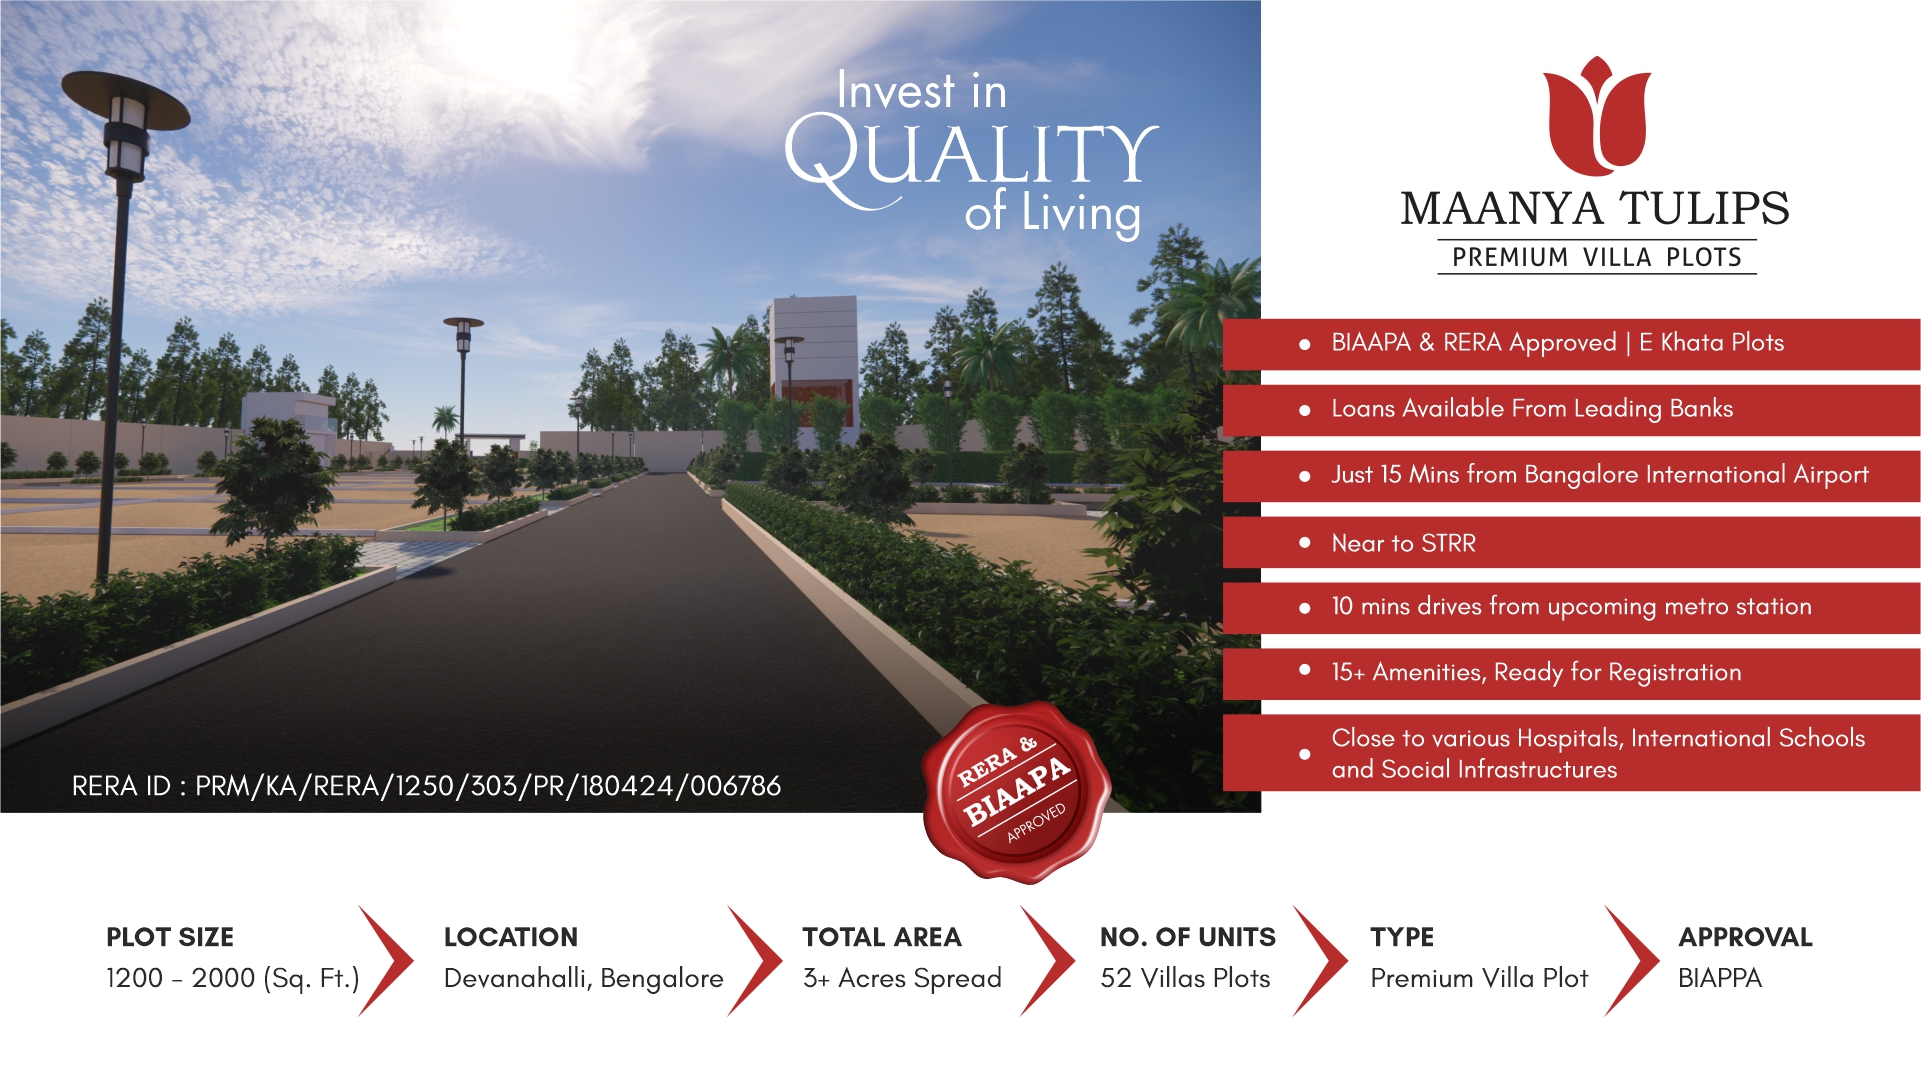 Invest in
QUALITY
of Living
MAANYA TULIPS
PREMIUM VILLA PLOTS
BIAAPA & RERA Approved | E Khata Plots
Loans Available From Leading Banks
Just 15 Mins from Bangalore International Airport
Near to STRR
10 mins drives from upcoming metro station
15+ Amenities, Ready for Registration
Close to various Hospitals, International Schools
and Social Infrastructures
RERA ID : PRM/KA/RERA/1250/303/PR/180424/006786
RERA &
BIAAPA
APPROVED
PLOT SIZE
1200 - 2000 (Sq. Ft.)
LOCATION
Devanahalli, Bengalore
TOTAL AREA
3+ Acres Spread
NO. OF UNITS
52 Villas Plots
TYPE
Premium Villa Plot
APPROVAL
BIAPPA